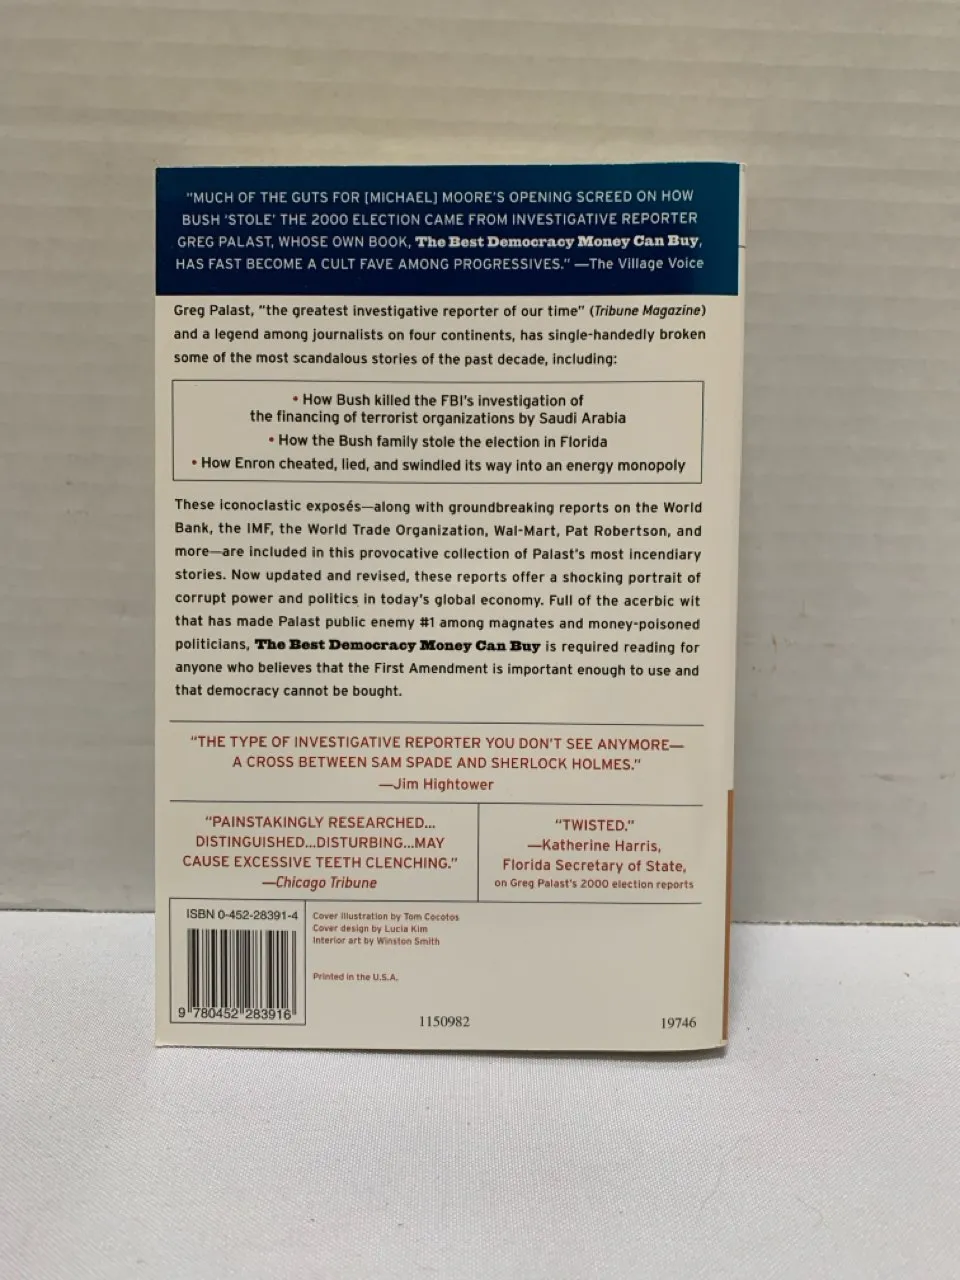 "MUCH OF THE GUTS FOR [MICHAEL] MOORE'S OPENING SCREED ON HOW
BUSH 'STOLE' THE 2000 ELECTION CAME FROM INVESTIGATIVE REPORTER
GREG PALAST, WHOSE OWN BOOK, The Best Democracy Money Can Buy,
HAS FAST BECOME A CULT FAVE AMONG PROGRESSIVES." —The Village Voice
Greg Palast, "the greatest investigative reporter of our time" (Tribune Magazine)
and a legend among journalists on four continents, has single-handedly broken
some of the most scandalous stories of the past decade, including:
• How Bush killed the FBI's investigation of
the financing of terrorist organizations by Saudi Arabia
• How the Bush family stole the election in Florida
• How Enron cheated, lied, and swindled its way into an energy monopoly
These iconoclastic exposés—along with groundbreaking reports on the World
Bank, the IMF, the World Trade Organization, Wal-Mart, Pat Robertson, and
more—are included in this provocative collection of Palast's most incendiary
stories. Now updated and revised, these reports offer a shocking portrait of
corrupt power and politics in today's global economy. Full of the acerbic wit
that has made Palast public enemy #1 among magnates and money-poisoned
politicians, The Best Democracy Money Can Buy is required reading for
anyone who believes that the First Amendment is important enough to use and
that democracy cannot be bought.
"THE TYPE OF INVESTIGATIVE REPORTER YOU DON'T SEE ANYMORE—
A CROSS BETWEEN SAM SPADE AND SHERLOCK HOLMES."
—Jim Hightower
"PAINSTAKINGLY RESEARCHED...
DISTINGUISHED...DISTURBING...MAY
CAUSE EXCESSIVE TEETH CLENCHING."
—Chicago Tribune
"TWISTED."
—Katherine Harris,
Florida Secretary of State,
on Greg Palast's 2000 election reports
ISBN 0-452-28391-4
9 780452 283916
Cover illustration by Tom Cocotos
Cover design by Lucia Kim
Interior art by Winston Smith
Printed in the U.S.A.
1150982
19746